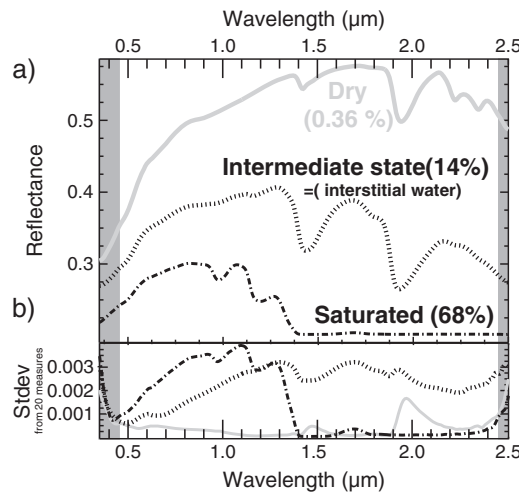 Wavelength (µm)
0.5 1.0 1.5 2.0 2.5
a)
Dry
(0.36 %)
0.5
Intermediate state(14%)
=( interstitial water)
0.4
Reflectance
0.3
Saturated (68%)
b)
0.003
0.002
0.001
Stdev
from 20 measures
0.5 1.0 1.5 2.0 2.5
Wavelength (µm)